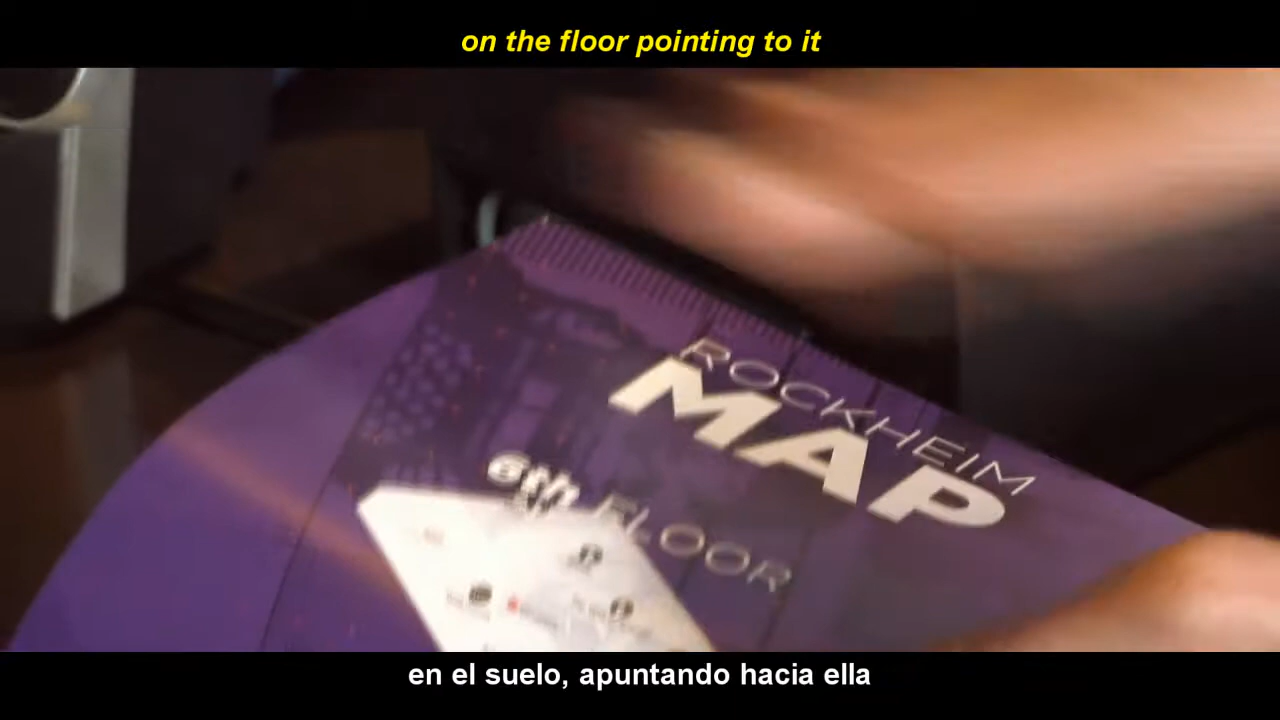 on the floor pointing to it
ROCKHEIM
MAP
6th FLOOR
en el suelo, apuntando hacia ella